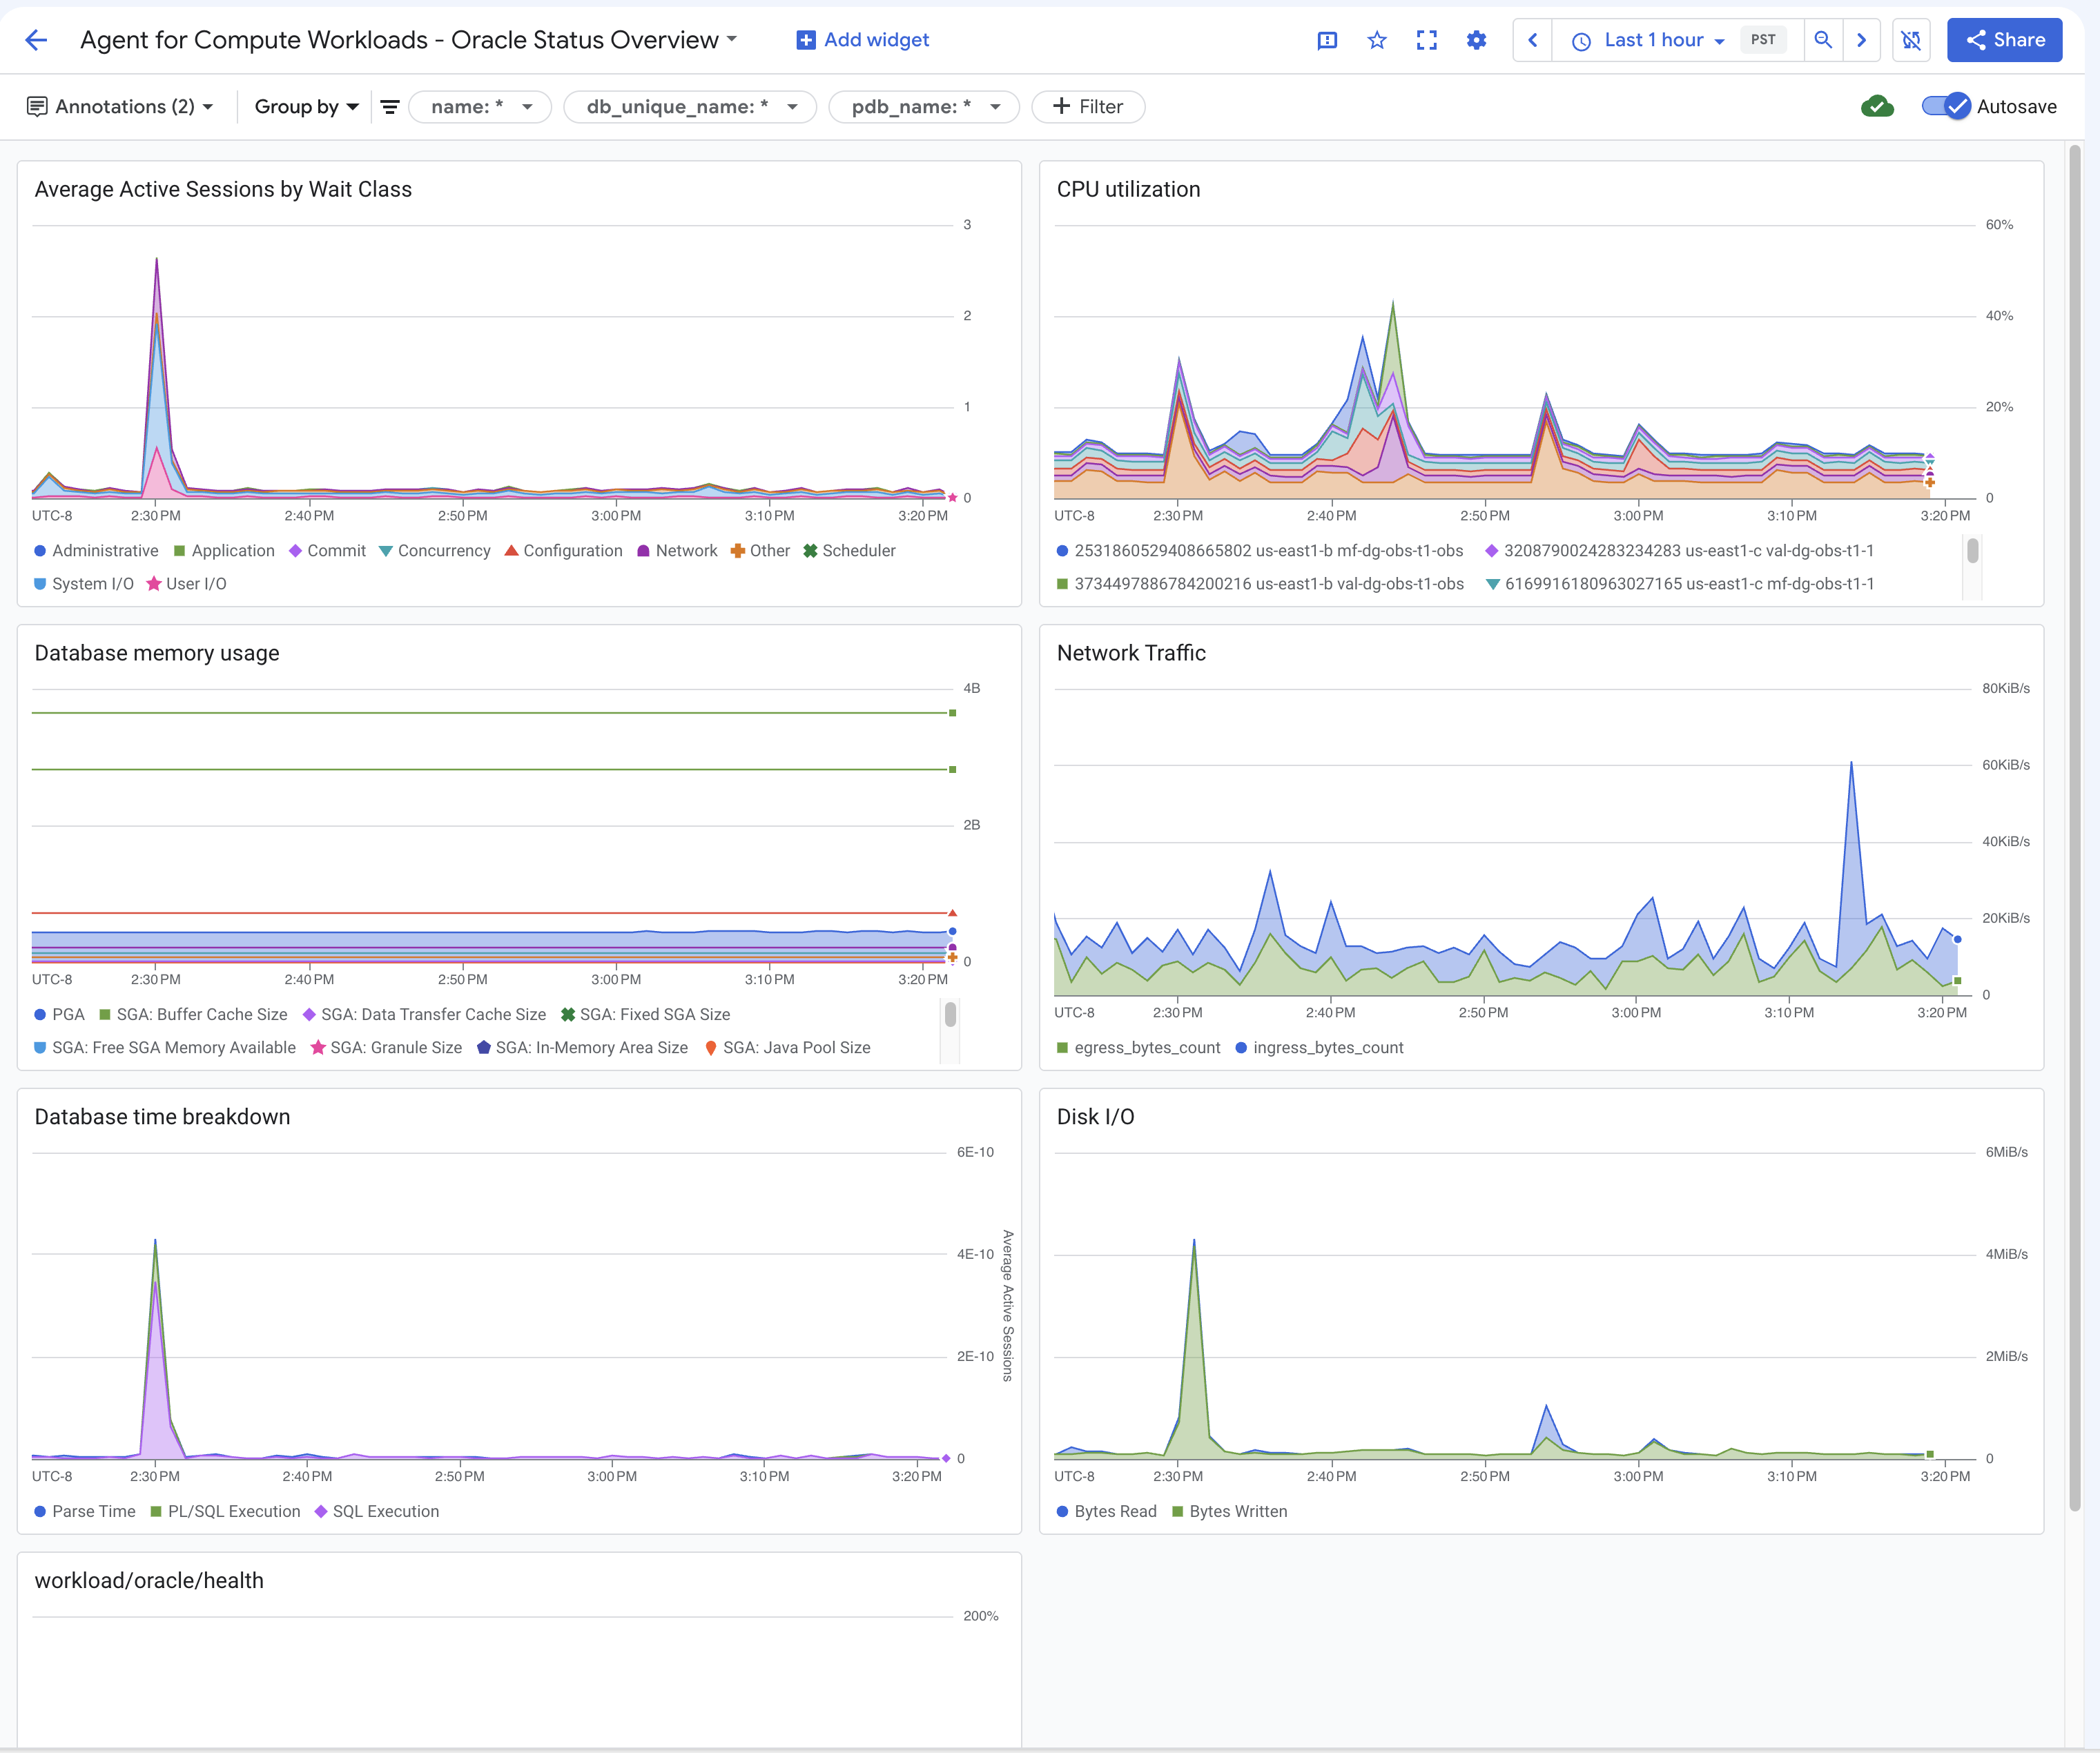 Agent for Compute Workloads - Oracle Status Overview
Add widget
Last 1 hour
PST
Share
Annotations (2)
Group by
name: *
db_unique_name: *
pdb_name: *
Filter
Autosave
Average Active Sessions by Wait Class
3
2
1
0
UTC-8 2:30 PM 2:40 PM 2:50 PM 3:00 PM 3:10 PM 3:20 PM
Administrative Application Commit Concurrency Configuration Network Other Scheduler
System I/O User I/O
CPU utilization
60%
40%
20%
0
UTC-8 2:30 PM 2:40 PM 2:50 PM 3:00 PM 3:10 PM 3:20 PM
2531860529408665802 us-east1-b mf-dg-obs-t1-obs 3208790024283234283 us-east1-c val-dg-obs-t1-1
3734497886784200216 us-east1-b val-dg-obs-t1-obs 6169916180963027165 us-east1-c mf-dg-obs-t1-1
Database memory usage
4B
2B
0
UTC-8 2:30 PM 2:40 PM 2:50 PM 3:00 PM 3:10 PM 3:20 PM
PGA SGA: Buffer Cache Size SGA: Data Transfer Cache Size SGA: Fixed SGA Size
SGA: Free SGA Memory Available SGA: Granule Size SGA: In-Memory Area Size SGA: Java Pool Size
Network Traffic
80KiB/s
60KiB/s
40KiB/s
20KiB/s
0
UTC-8 2:30 PM 2:40 PM 2:50 PM 3:00 PM 3:10 PM 3:20 PM
egress_bytes_count ingress_bytes_count
Database time breakdown
6E-10
4E-10
2E-10
0
Average Active Sessions
UTC-8 2:30 PM 2:40 PM 2:50 PM 3:00 PM 3:10 PM 3:20 PM
Parse Time PL/SQL Execution SQL Execution
Disk I/O
6MiB/s
4MiB/s
2MiB/s
0
UTC-8 2:30 PM 2:40 PM 2:50 PM 3:00 PM 3:10 PM 3:20 PM
Bytes Read Bytes Written
workload/oracle/health
200%